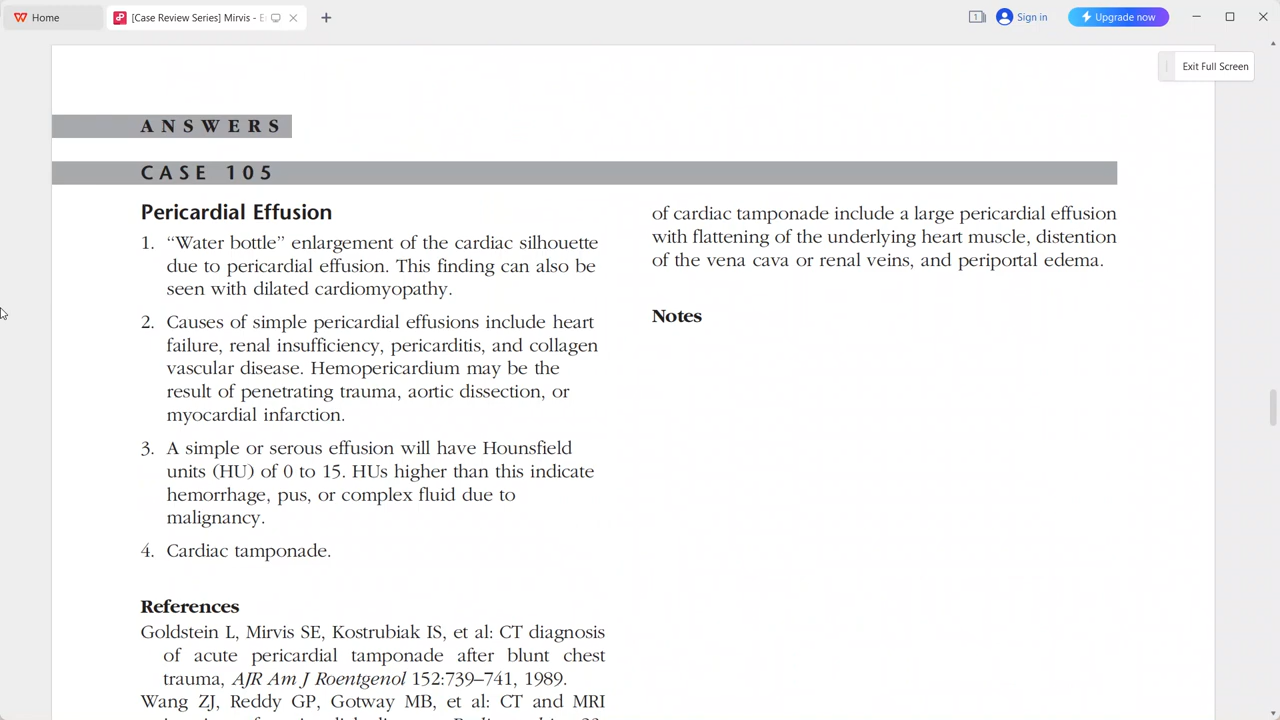 Home
[Case Review Series] Mirvis - E
Sign in
Upgrade now
Exit Full Screen
ANSWERS
CASE 105
Pericardial Effusion
1. “Water bottle” enlargement of the cardiac silhouette
due to pericardial effusion. This finding can also be
seen with dilated cardiomyopathy.
2. Causes of simple pericardial effusions include heart
failure, renal insufficiency, pericarditis, and collagen
vascular disease. Hemopericardium may be the
result of penetrating trauma, aortic dissection, or
myocardial infarction.
3. A simple or serous effusion will have Hounsfield
units (HU) of 0 to 15. HUs higher than this indicate
hemorrhage, pus, or complex fluid due to
malignancy.
4. Cardiac tamponade.
References
Goldstein L, Mirvis SE, Kostrubiak IS, et al: CT diagnosis
of acute pericardial tamponade after blunt chest
trauma, AJR Am J Roentgenol 152:739–741, 1989.
Wang ZJ, Reddy GP, Gotway MB, et al: CT and MRI
of cardiac tamponade include a large pericardial effusion
with flattening of the underlying heart muscle, distention
of the vena cava or renal veins, and periportal edema.
Notes